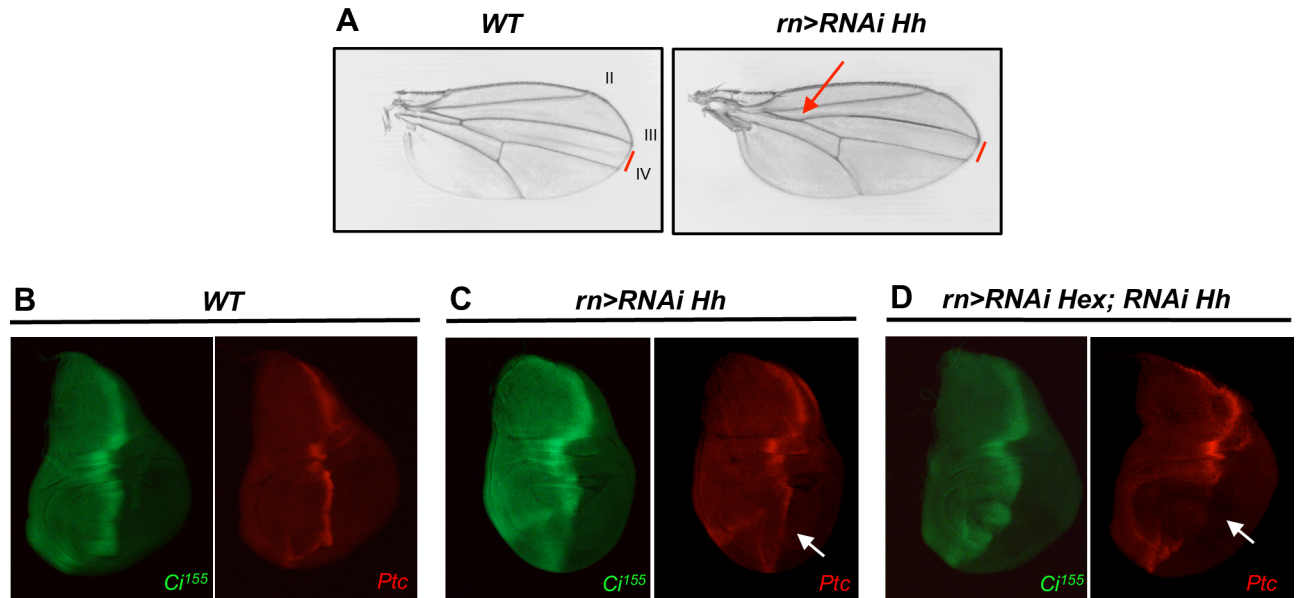 A WT rn>RNAi Hh
II
III
IV
B WT C rn>RNAi Hh D rn>RNAi Hex; RNAi Hh
Ci155 Ptc Ci155 Ptc Ci155 Ptc